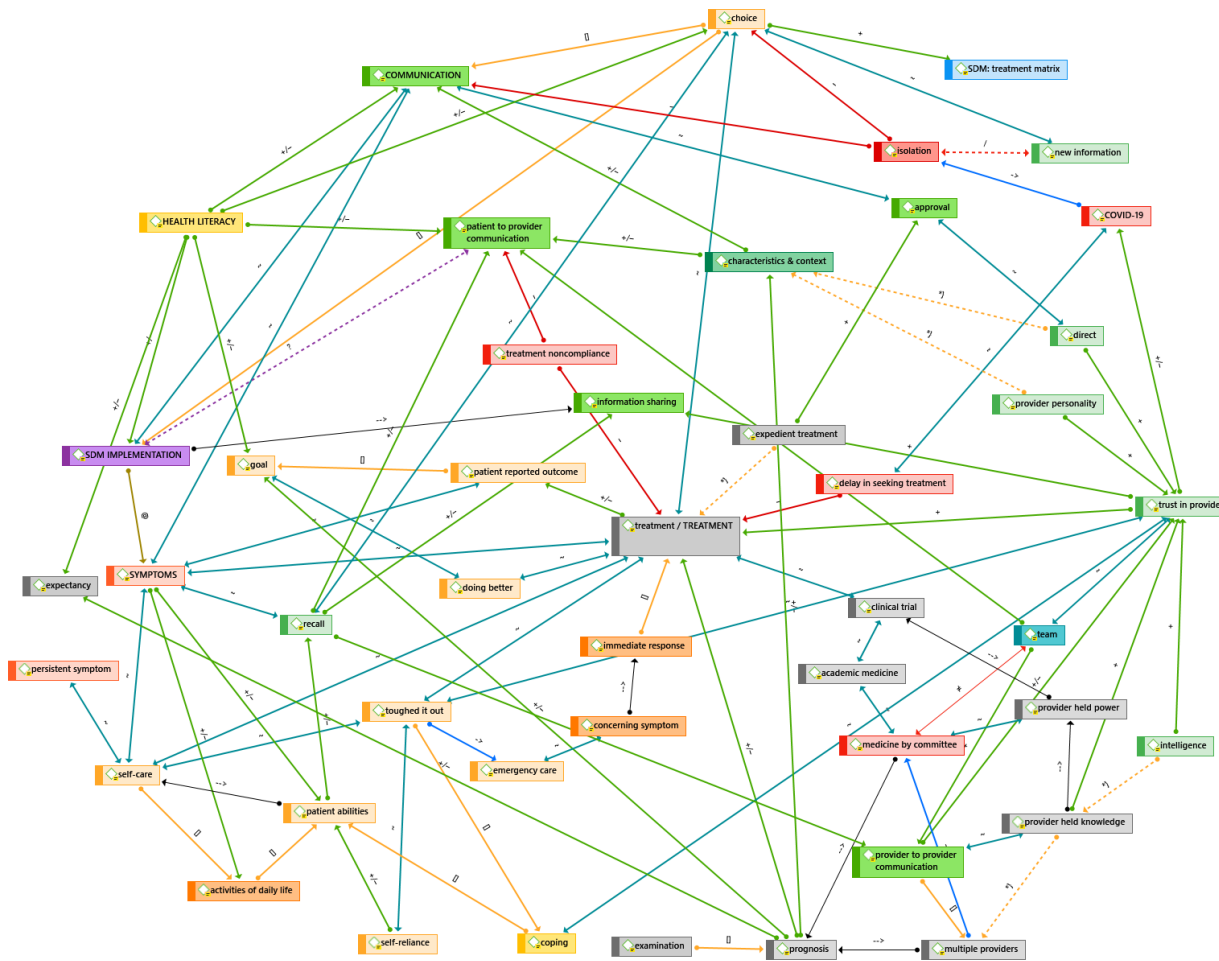 choice
+
[]
COMMUNICATION
SDM: treatment matrix
~
-
~
~
+/-
isolation
/
new information
->
+/-
~
HEALTH LITERACY
approval
COVID-19
patient to provider
communication
[]
+/-
characteristics & context
~
~
~
*)
*)
direct
~
treatment noncompliance
+/-
+/-
?
-
+
+/-
-->
information sharing
provider personality
+/-
+/-
expedient treatment
+
+
SDM IMPLEMENTATION
goal
[]
patient reported outcome
*)
delay in seeking treatment
-
+/-
trust in provide
@
+/-
treatment / TREATMENT
+
~
~
SYMPTOMS
~
~
expectancy
doing better
~
clinical trial
recall
~
+
team
immediate response
[]
~
-->
persistent symptom
academic medicine
~
-->
~
toughed it out
concerning symptom
provider held power
->
medicine by committee
intelligence
self-care
~
emergency care
~
+/-
-->
patient abilities
*)
provider held knowledge
[]
[]
[]
[]
~
provider to provider
communication
-->
activities of daily life
+/-
~
*)
[]
self-reliance
coping
examination
[]
prognosis
-->
multiple providers